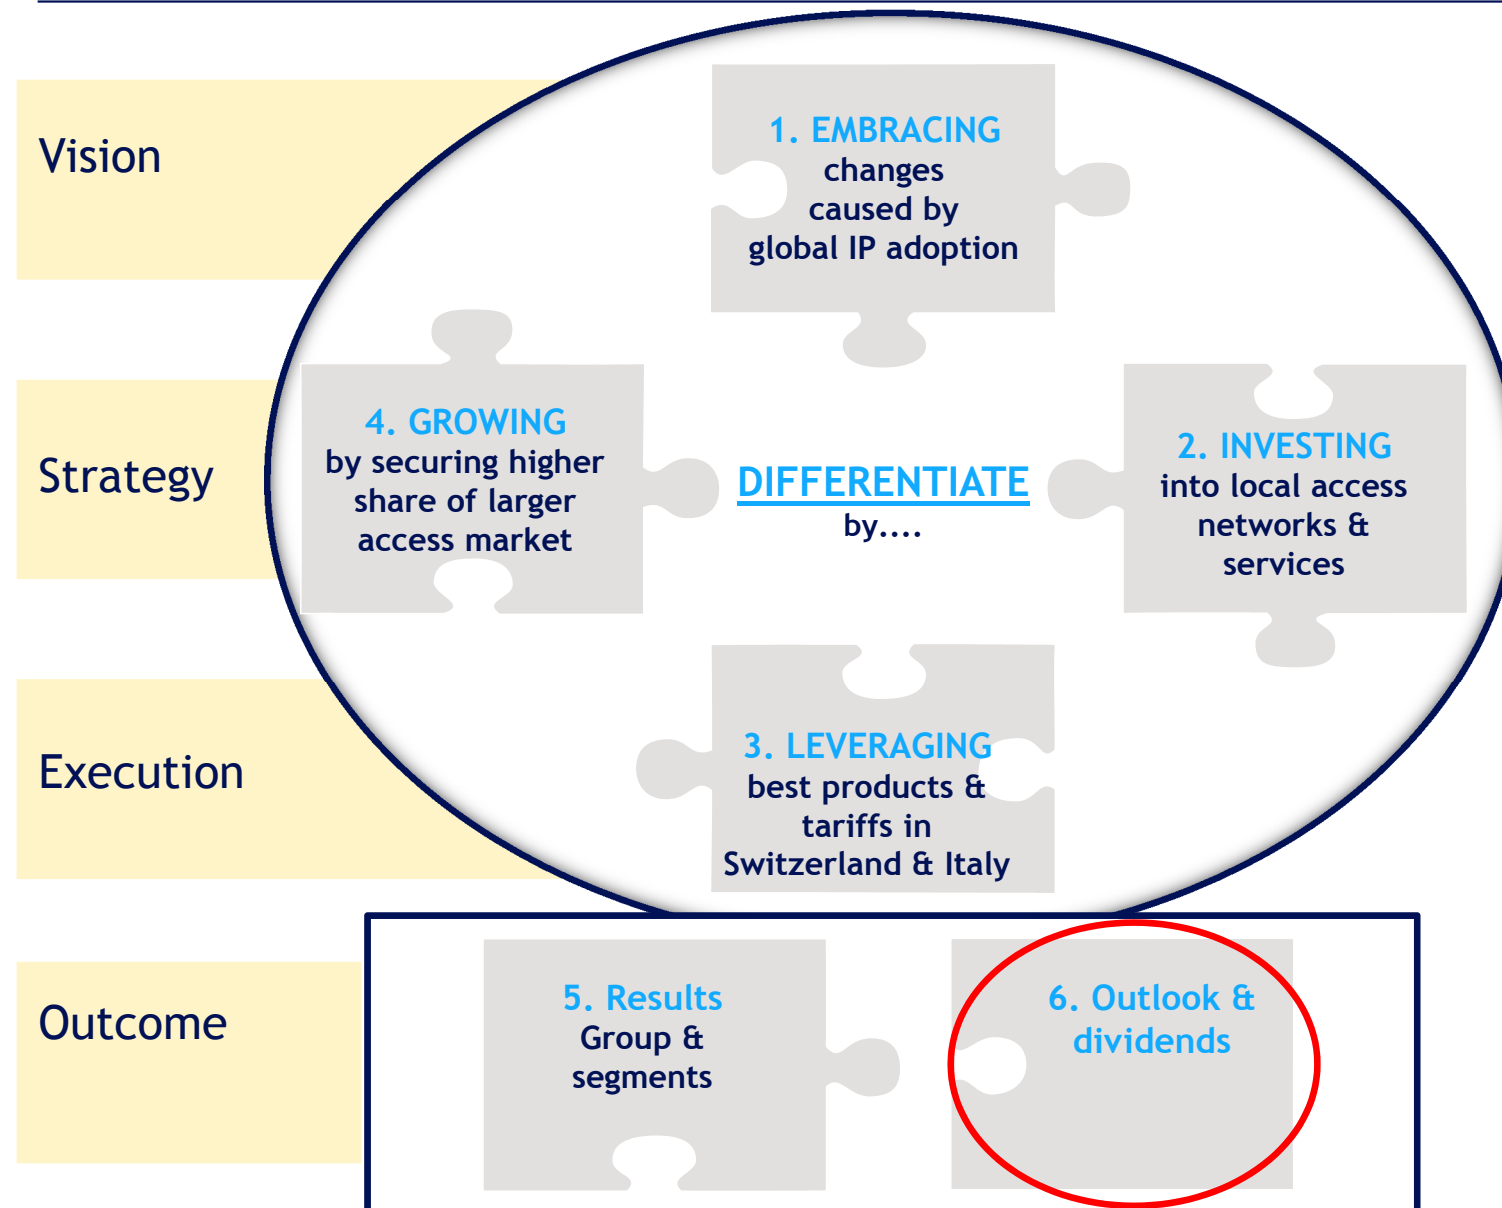 Vision
1. EMBRACING
changes
caused by
global IP adoption
Strategy
4. GROWING
by securing higher
share of larger
access market
DIFFERENTIATE
by....
2. INVESTING
into local access
networks &
services
Execution
3. LEVERAGING
best products &
tariffs in
Switzerland & Italy
Outcome
5. Results
Group &
segments
6. Outlook &
dividends